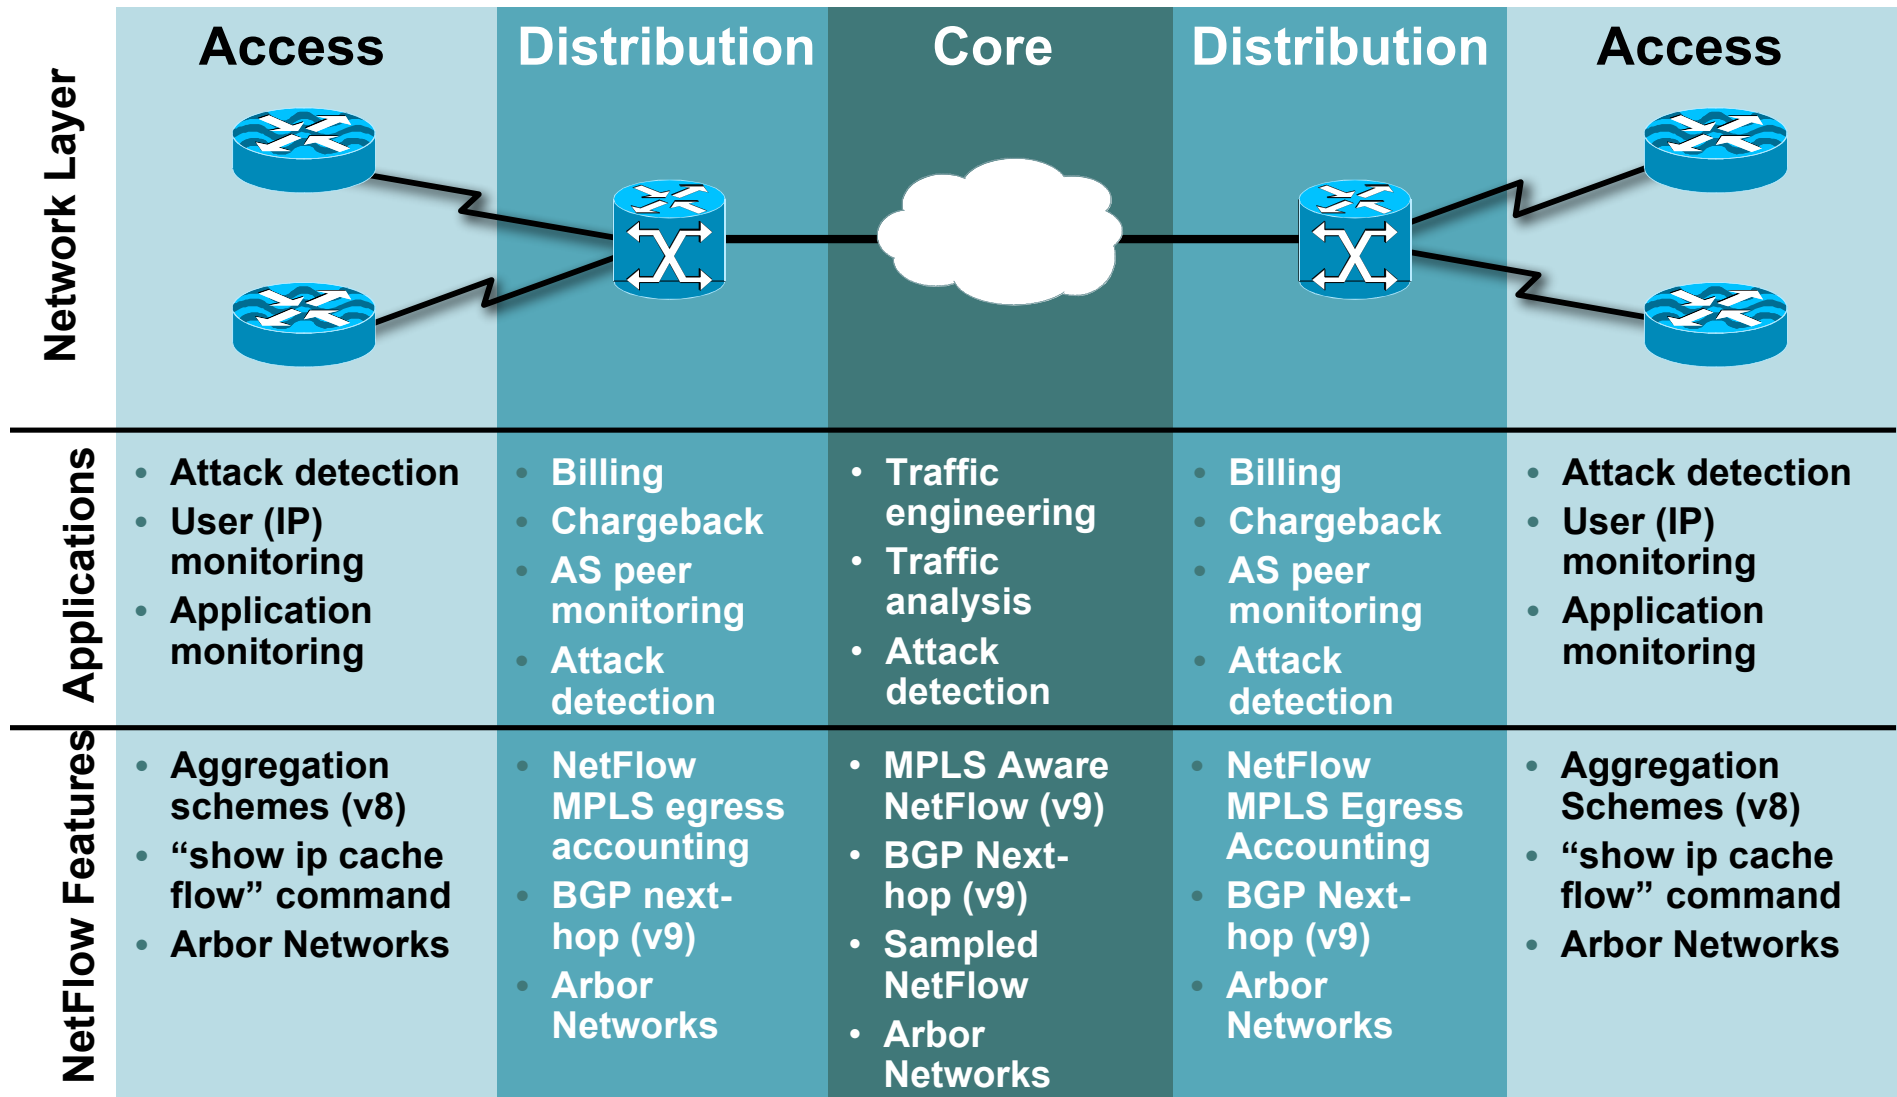 Access
Distribution
Core
Distribution
Access
Network Layer
Applications
• Attack detection
• User (IP)
monitoring
• Application
monitoring
• Billing
• Chargeback
• AS peer
monitoring
• Attack
detection
• Traffic
engineering
• Traffic
analysis
• Attack
detection
• Billing
• Chargeback
• AS peer
monitoring
• Attack
detection
• Attack detection
• User (IP)
monitoring
• Application
monitoring
NetFlow Features
• Aggregation
schemes (v8)
• “show ip cache
flow” command
• Arbor Networks
• NetFlow
MPLS egress
accounting
• BGP next-
hop (v9)
• Arbor
Networks
• MPLS Aware
NetFlow (v9)
• BGP Next-
hop (v9)
• Sampled
NetFlow
• Arbor
Networks
• NetFlow
MPLS Egress
Accounting
• BGP Next-
hop (v9)
• Arbor
Networks
• Aggregation
Schemes (v8)
• “show ip cache
flow” command
• Arbor Networks